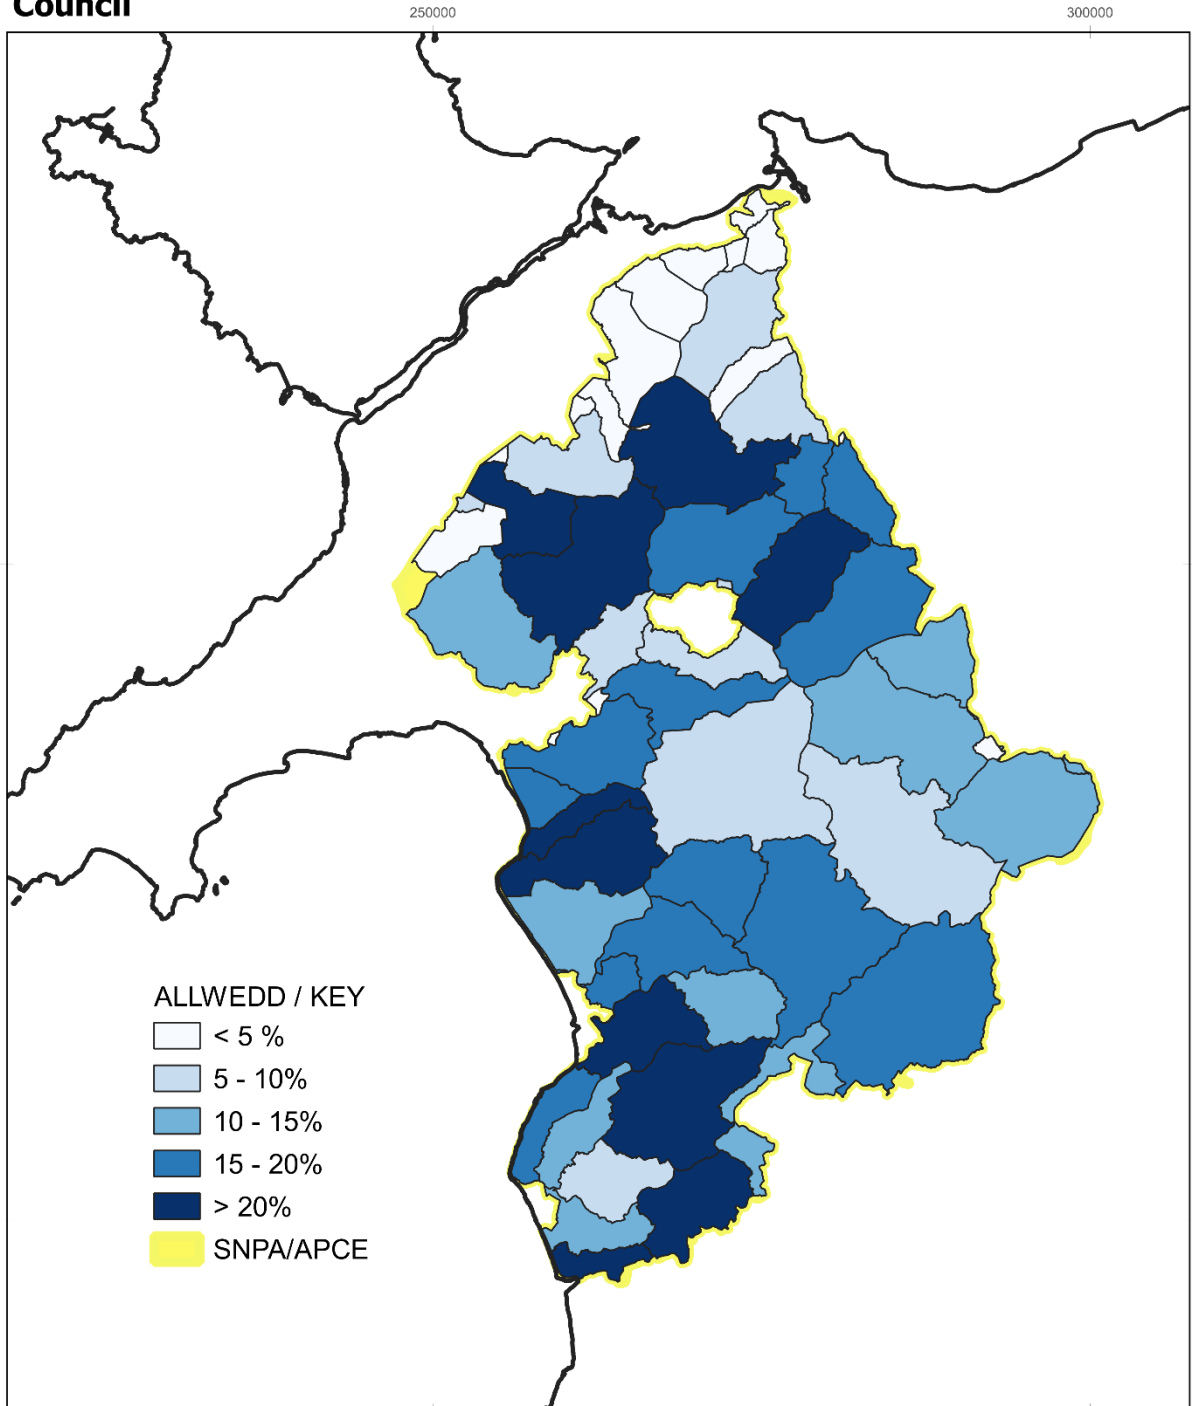 Council
250000 300000
ALLWEDD / KEY
< 5 %
5 - 10%
10 - 15%
15 - 20%
> 20%
SNPA/APCE